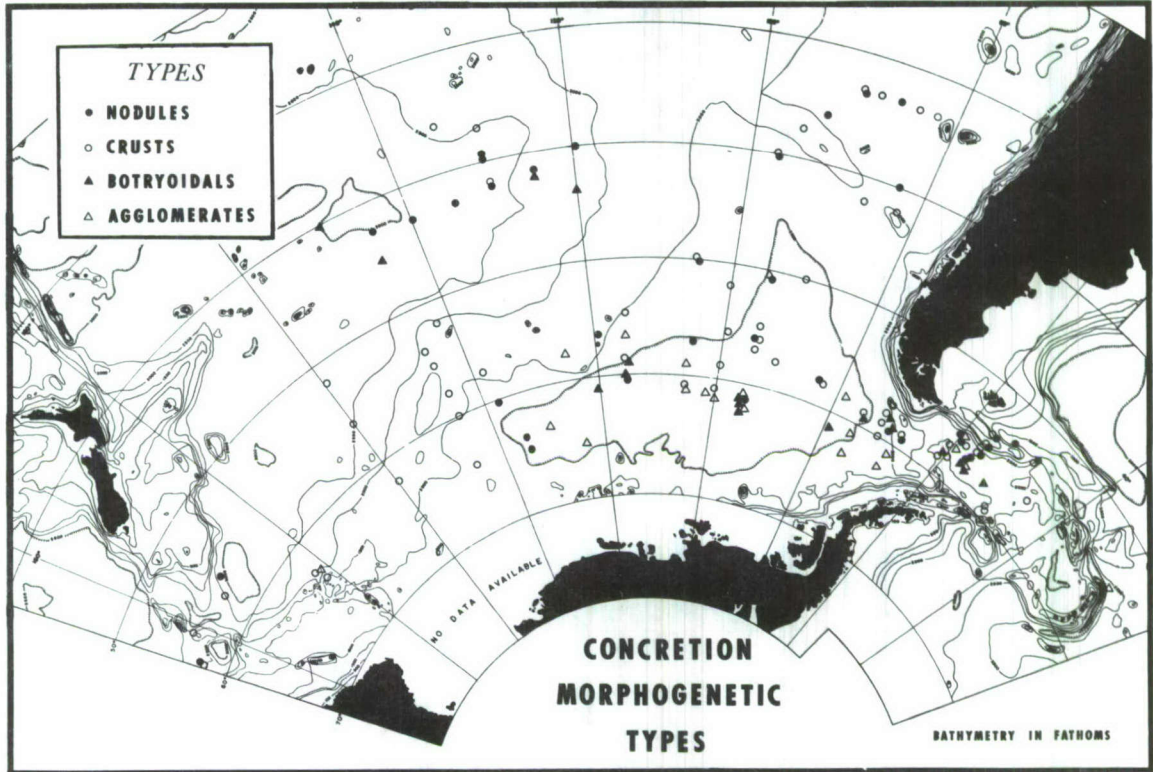 TYPES
NODULES
CRUSTS
BOTRYOIDALS
AGGLOMERATES
NO DATA AVAILABLE
CONCRETION
MORPHOGENETIC
TYPES
BATHYMETRY IN FATHOMS